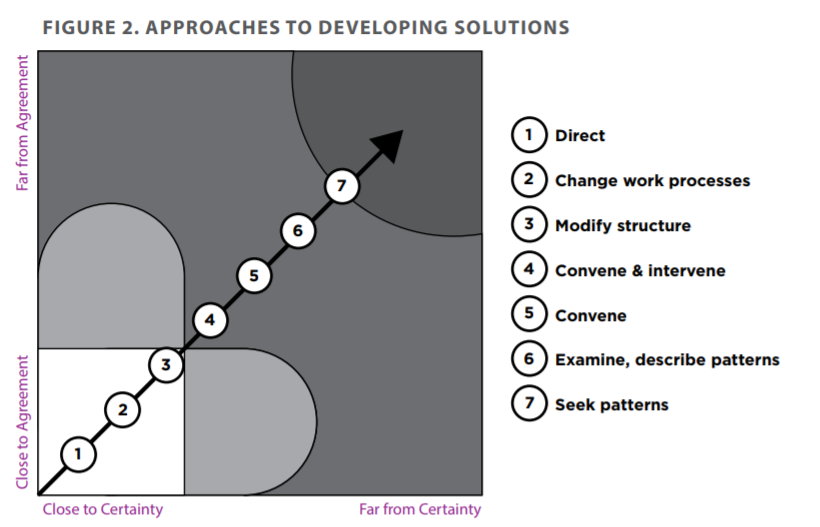 FIGURE 2. APPROACHES TO DEVELOPING SOLUTIONS
Far from Agreement
Close to Agreement
7
6
5
4
3
2
1
Close to Certainty
Far from Certainty
1 Direct
2 Change work processes
3 Modify structure
4 Convene & intervene
5 Convene
6 Examine, describe patterns
7 Seek patterns